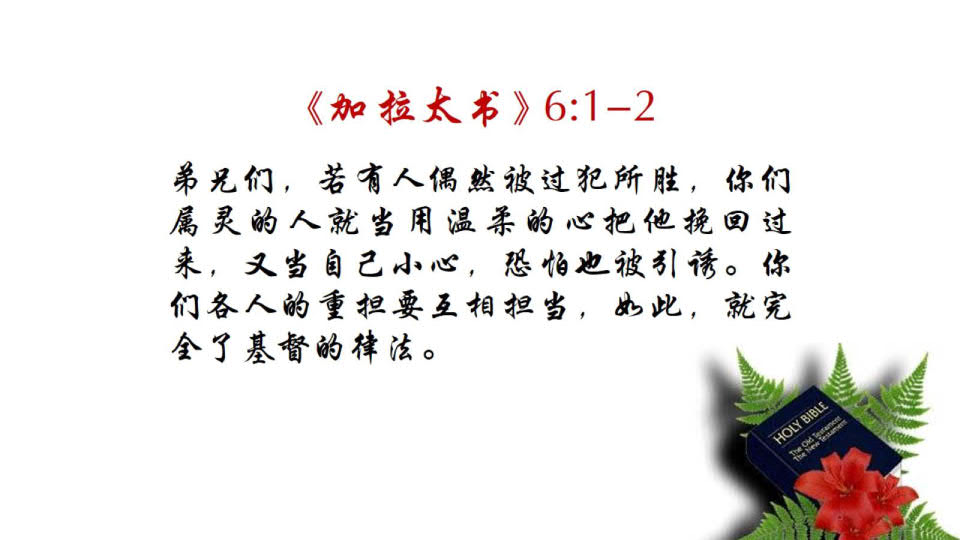 《加拉太书》6:1-2
弟兄们，若有人偶然被过犯所胜，你们
属灵的人就当用温柔的心把他挽回过
来，又当自己小心，恐怕也被引诱。你
们各人的重担要互相担当，如此，就完
全了基督的律法。
HOLY BIBLE
The Old Testament
The New Testament